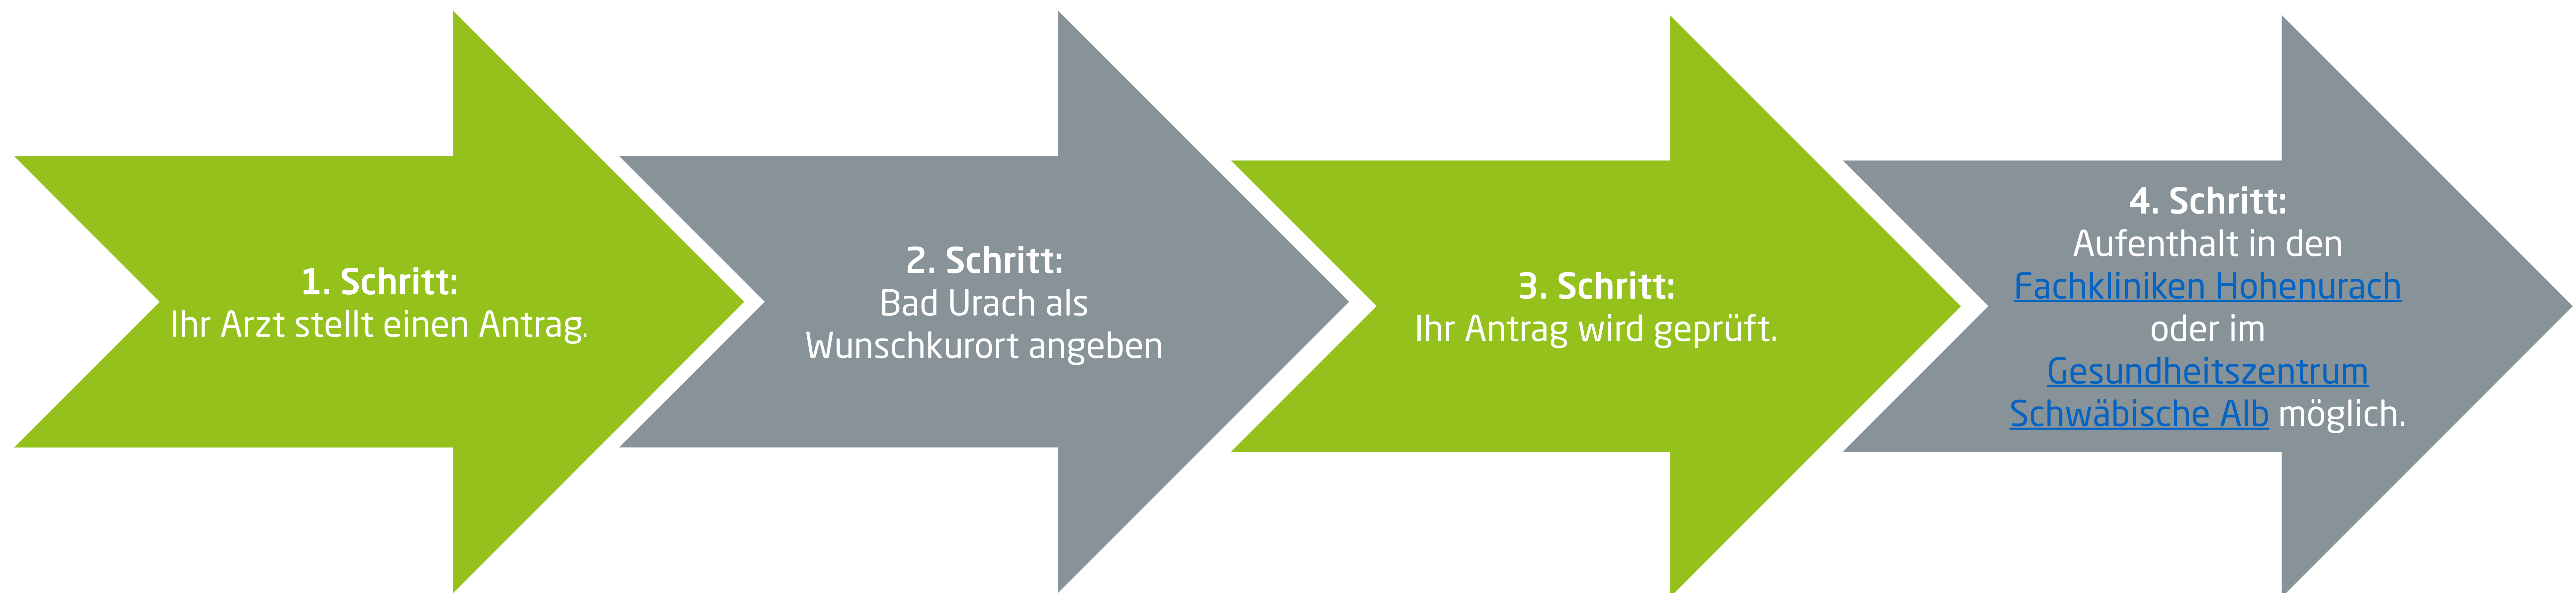 1. Schritt:
Ihr Arzt stellt einen Antrag.
2. Schritt:
Bad Urach als
Wunschkurort angeben
3. Schritt:
Ihr Antrag wird geprüft.
4. Schritt:
Aufenthalt in den
Fachkliniken Hohenurach
oder im
Gesundheitszentrum
Schwäbische Alb möglich.